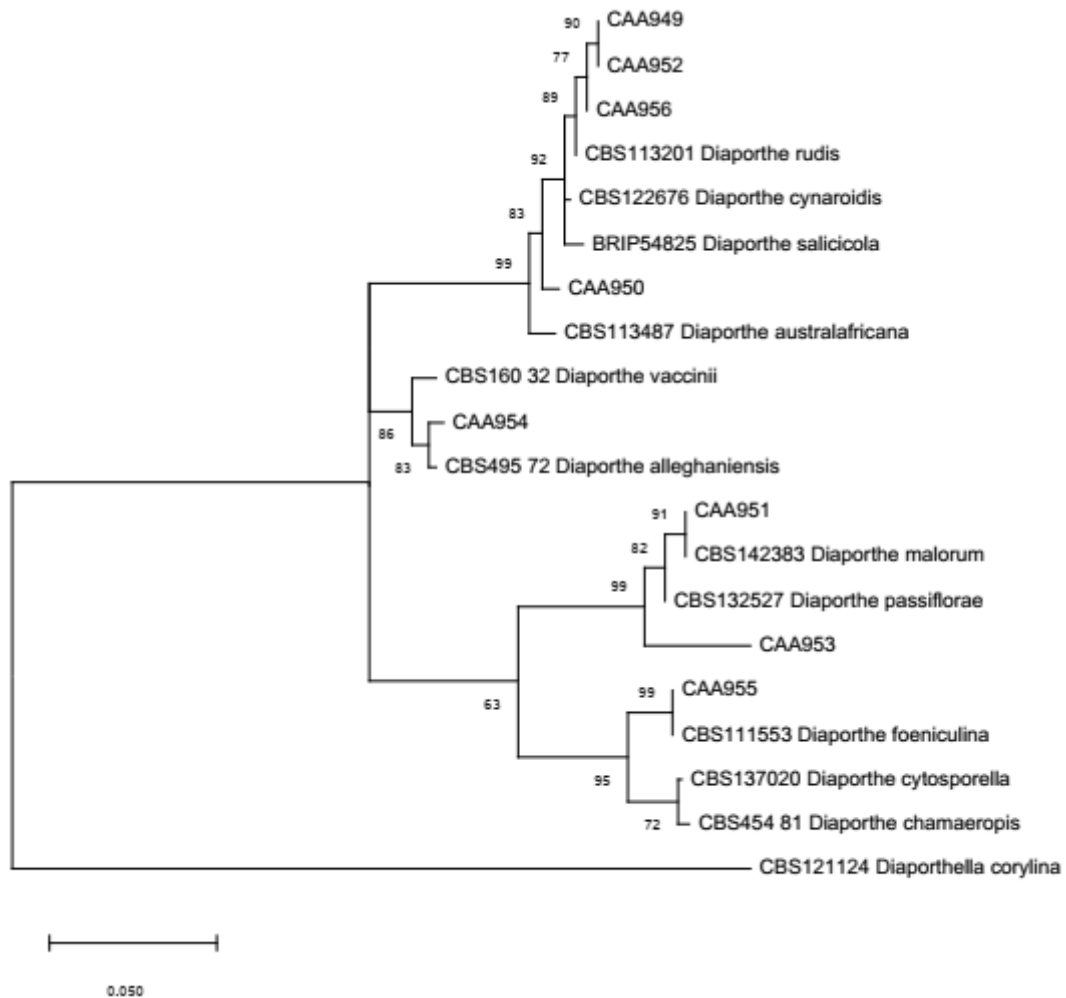 CAA949
90
CAA952
77
CAA956
89
CBS113201 Diaporthe rudis
92
CBS122676 Diaporthe cynaroidis
83
BRIP54825 Diaporthe salicicola
99
CAA950
CBS113487 Diaporthe australafricana
CBS160 32 Diaporthe vaccinii
CAA954
86
CBS495 72 Diaporthe alleghaniensis
83
CAA951
91
CBS142383 Diaporthe malorum
82
CBS132527 Diaporthe passiflorae
99
CAA953
CAA955
99
63
CBS111553 Diaporthe foeniculina
CBS137020 Diaporthe cytosporella
95
CBS454 81 Diaporthe chamaeropis
72
CBS121124 Diaporthella corylina
0.050